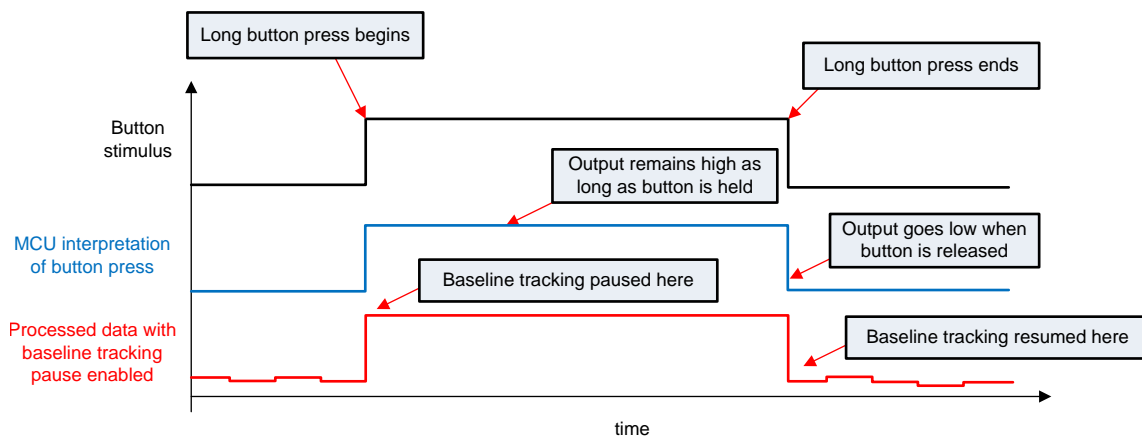 Long button press begins
Long button press ends
Button
stimulus
Output remains high as
long as button is held
MCU interpretation
of button press
Output goes low when
button is released
Baseline tracking paused here
Processed data with
baseline tracking
pause enabled
Baseline tracking resumed here
time